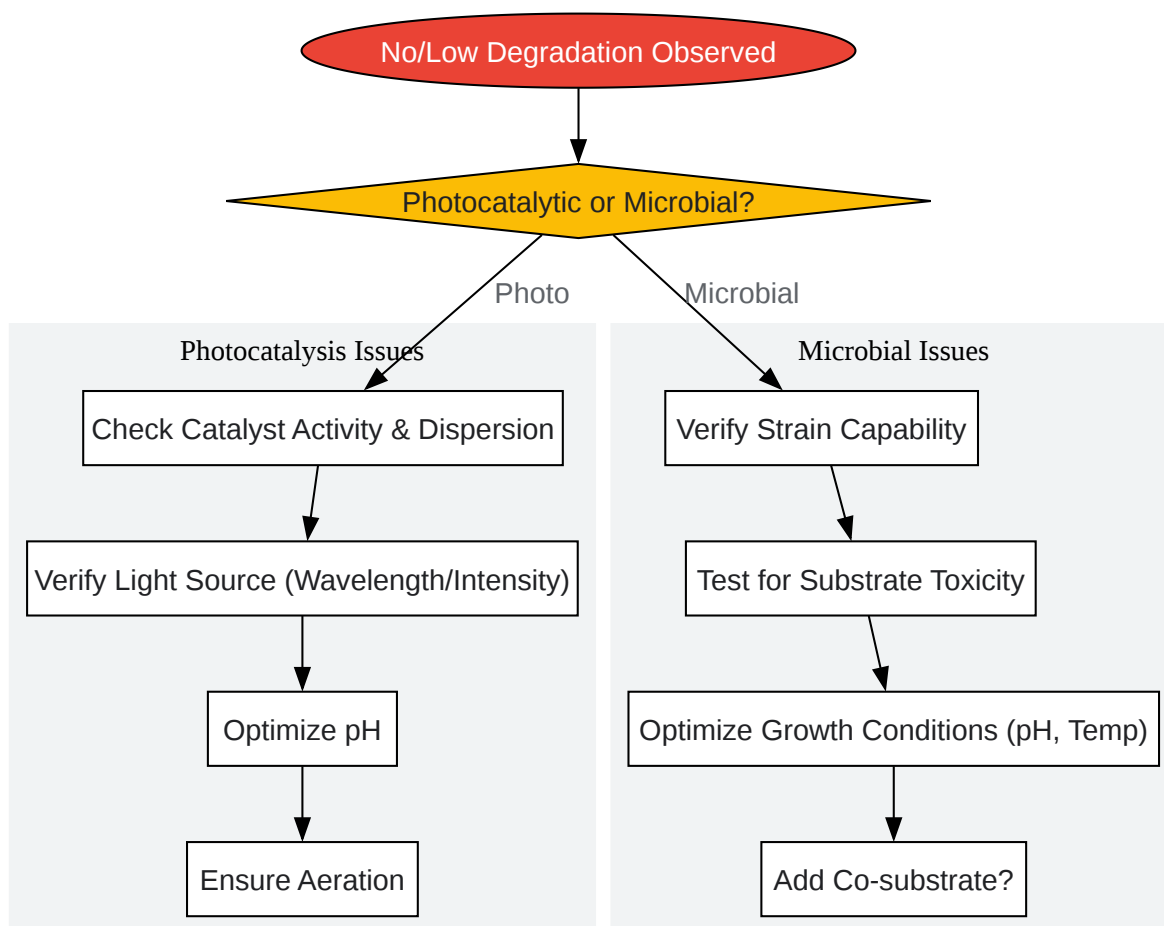 No/Low Degradation Observed
Photocatalytic or Microbial?
Photo
Microbial
Photocatalysis Issues
Check Catalyst Activity & Dispersion
Verify Light Source (Wavelength/Intensity)
Optimize pH
Ensure Aeration
Microbial Issues
Verify Strain Capability
Test for Substrate Toxicity
Optimize Growth Conditions (pH, Temp)
Add Co-substrate?